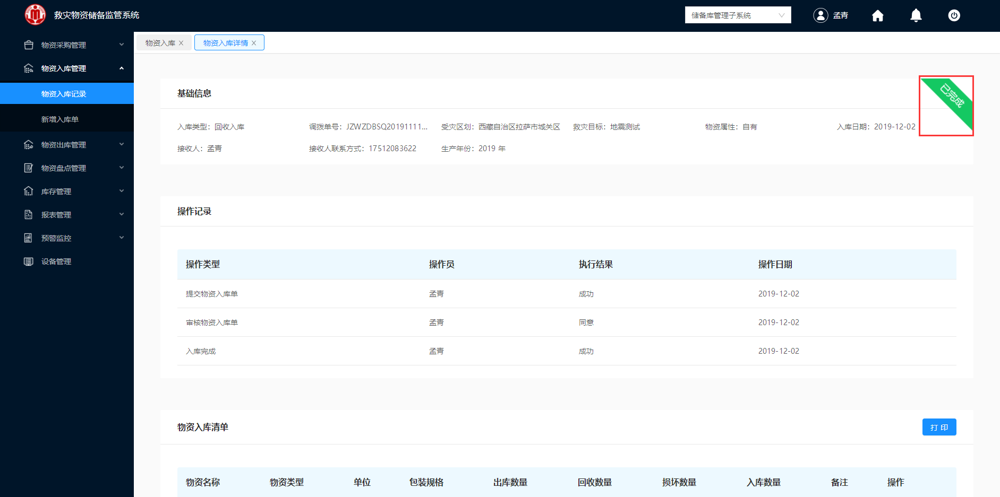 救灾物资储备监管系统
储备库管理子系统
孟青
物资采购管理
物资入库管理
物资入库记录
新增入库单
物资出库管理
物资盘点管理
库存管理
报表管理
预警监控
设备管理
物资入库
物资入库详情
基础信息
已完成
入库类型：回收入库 调拨单号：JZWZDBSQ20191111... 受灾区划：西藏自治区拉萨市城关区 救灾目标：地震测试 物资属性：自有 入库日期：2019-12-02
接收人：孟青 接收人联系方式：17512083622 生产年份：2019 年
操作记录
操作类型 操作员 执行结果 操作日期
提交物资入库单 孟青 成功 2019-12-02
审核物资入库单 孟青 同意 2019-12-02
入库完成 孟青 成功 2019-12-02
物资入库清单
打 印
物资名称 物资类型 单位 包装规格 出库数量 回收数量 损坏数量 入库数量 备注 操作